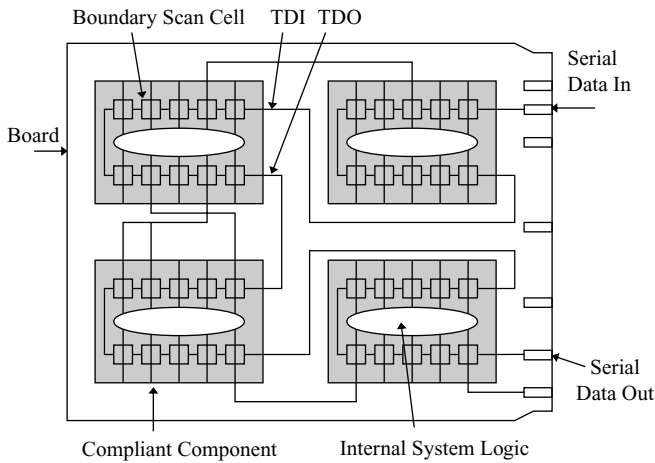 Boundary Scan Cell
TDI
TDO
Serial
Data In
Board
Serial
Data Out
Compliant Component
Internal System Logic